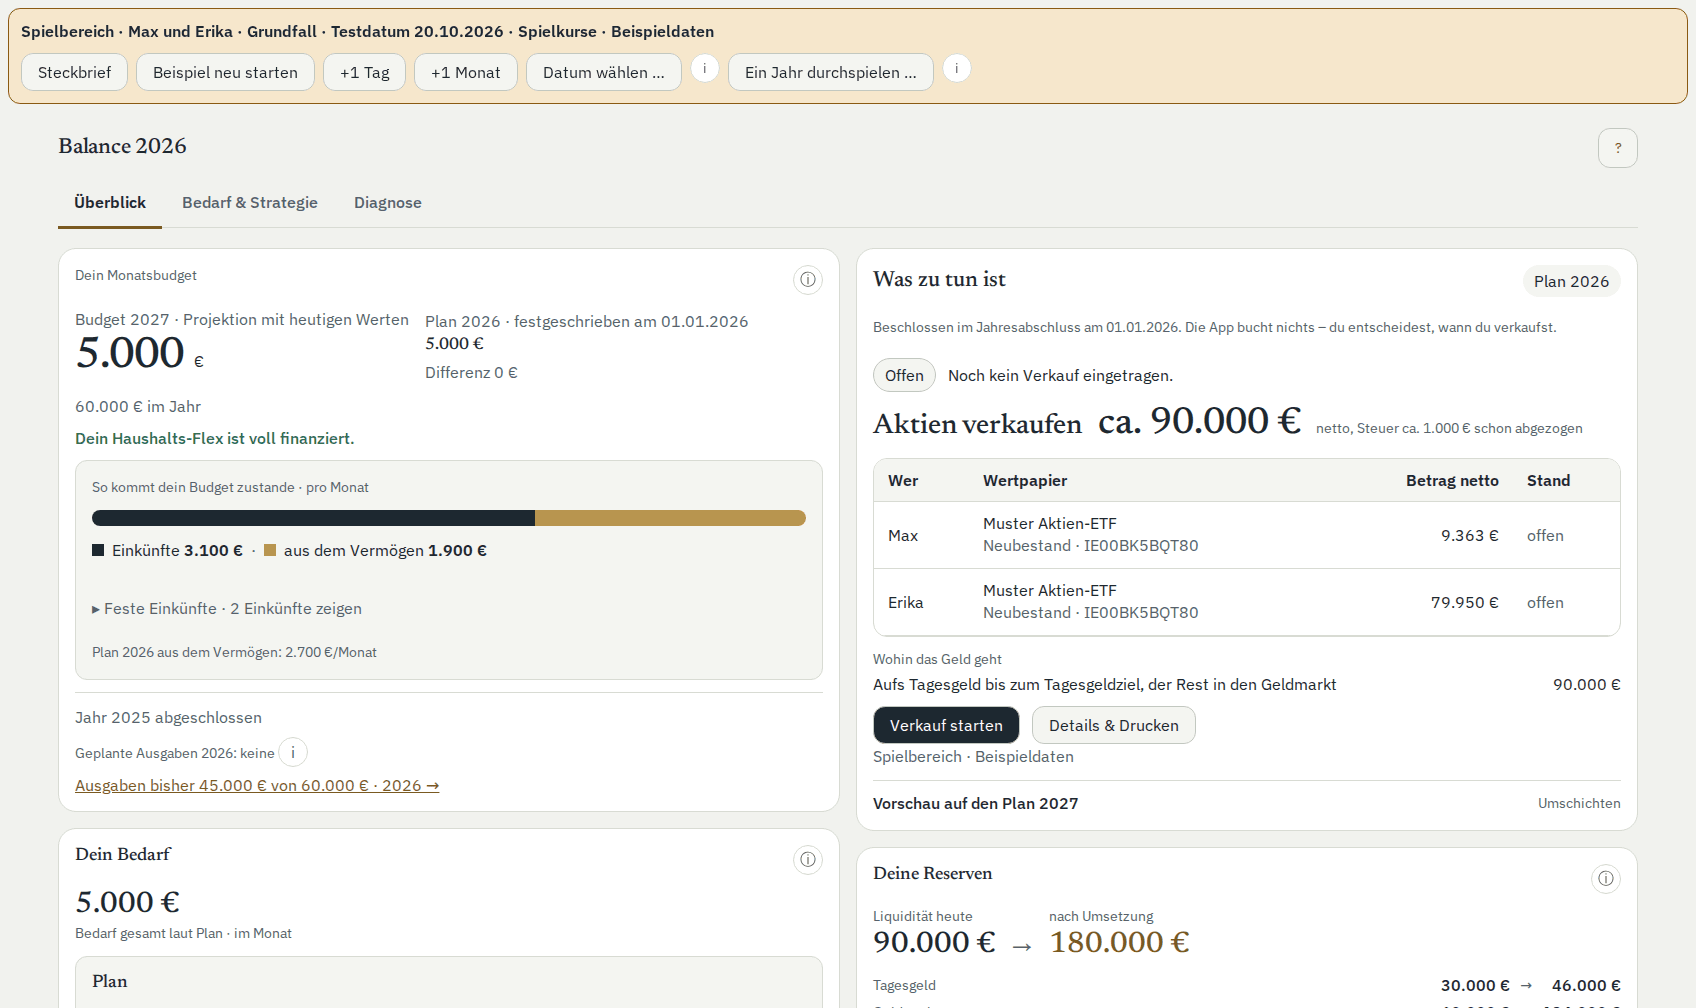 Spielbereich · Max und Erika · Grundfall · Testdatum 20.10.2026 · Spielkurse · Beispieldaten
Steckbrief
Beispiel neu starten
+1 Tag
+1 Monat
Datum wählen ...
i
Ein Jahr durchspielen ...
i
Balance 2026
?
Überblick
Bedarf & Strategie
Diagnose
Dein Monatsbudget
i
Budget 2027 · Projektion mit heutigen Werten
5.000 €
Plan 2026 · festgeschrieben am 01.01.2026
5.000 €
Differenz 0 €
60.000 € im Jahr
Dein Haushalts-Flex ist voll finanziert.
So kommt dein Budget zustande · pro Monat
Einkünfte 3.100 € · aus dem Vermögen 1.900 €
▸ Feste Einkünfte · 2 Einkünfte zeigen
Plan 2026 aus dem Vermögen: 2.700 €/Monat
Jahr 2025 abgeschlossen
Geplante Ausgaben 2026: keine i
Ausgaben bisher 45.000 € von 60.000 € · 2026 →
Dein Bedarf
i
5.000 €
Bedarf gesamt laut Plan · im Monat
Plan
Was zu tun ist
Plan 2026
Beschlossen im Jahresabschluss am 01.01.2026. Die App bucht nichts – du entscheidest, wann du verkaufst.
Offen Noch kein Verkauf eingetragen.
Aktien verkaufen ca. 90.000 € netto, Steuer ca. 1.000 € schon abgezogen
Wer Wertpapier Betrag netto Stand
Max Muster Aktien-ETF 9.363 € offen
Neubestand · IE00BK5BQT80
Erika Muster Aktien-ETF 79.950 € offen
Neubestand · IE00BK5BQT80
Wohin das Geld geht
Aufs Tagesgeld bis zum Tagesgeldziel, der Rest in den Geldmarkt 90.000 €
Verkauf starten
Details & Drucken
Spielbereich · Beispieldaten
Vorschau auf den Plan 2027 Umschichten
Deine Reserven
i
Liquidität heute nach Umsetzung
90.000 € → 180.000 €
Tagesgeld 30.000 € → 46.000 €